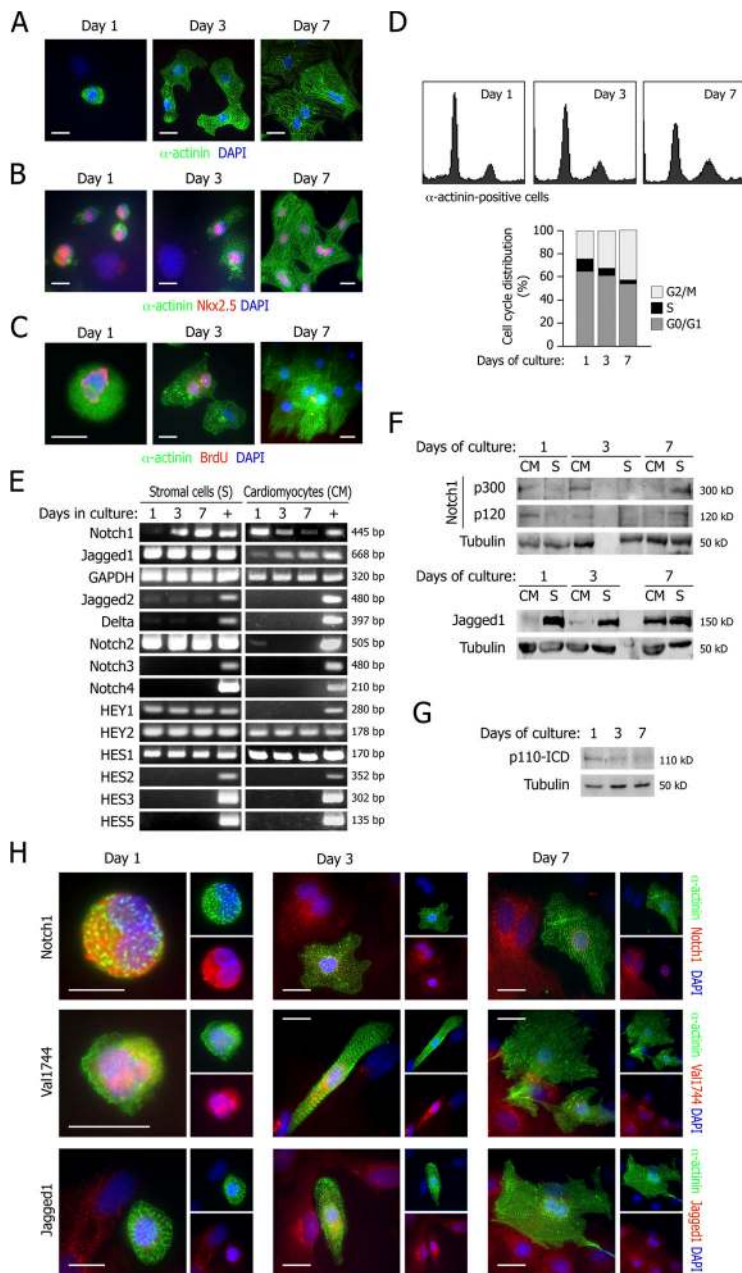 A
Day 1 Day 3 Day 7
α-actinin DAPI
B
Day 1 Day 3 Day 7
α-actinin Nkx2.5 DAPI
C
Day 1 Day 3 Day 7
α-actinin BrdU DAPI
D
Day 1 Day 3 Day 7
α-actinin-positive cells
Cell cycle distribution
(%)
100
80
60
40
20
0
G2/M
S
G0/G1
Days of culture: 1 3 7
E
Stromal cells (S) Cardiomyocytes (CM)
Days in culture: 1 3 7 + 1 3 7 +
Notch1 445 bp
Jagged1 668 bp
GAPDH 320 bp
Jagged2 480 bp
Delta 397 bp
Notch2 505 bp
Notch3 480 bp
Notch4 210 bp
HEY1 280 bp
HEY2 178 bp
HES1 170 bp
HES2 352 bp
HES3 302 bp
HES5 135 bp
F
Days of culture: 1 3 7
CM S CM S CM S
Notch1
p300 300 kD
p120 120 kD
Tubulin 50 kD
Days of culture: 1 3 7
CM S CM S CM S
Jagged1 150 kD
Tubulin 50 kD
G
Days of culture: 1 3 7
p110-ICD 110 kD
Tubulin 50 kD
H
Day 1 Day 3 Day 7
Notch1
α-actinin Notch1 DAPI
Val1744
α-actinin Val1744 DAPI
Jagged1
α-actinin Jagged1 DAPI